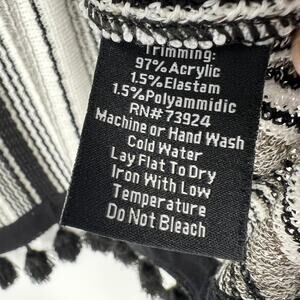 Trimming:
97% Acrylic
1.5%Elastam
1.5%Polyammidic
RN# 73924
Machine or Hand Wash
Cold Water
Lay Flat To Dry
Iron With Low
Temperature
Do Not Bleach